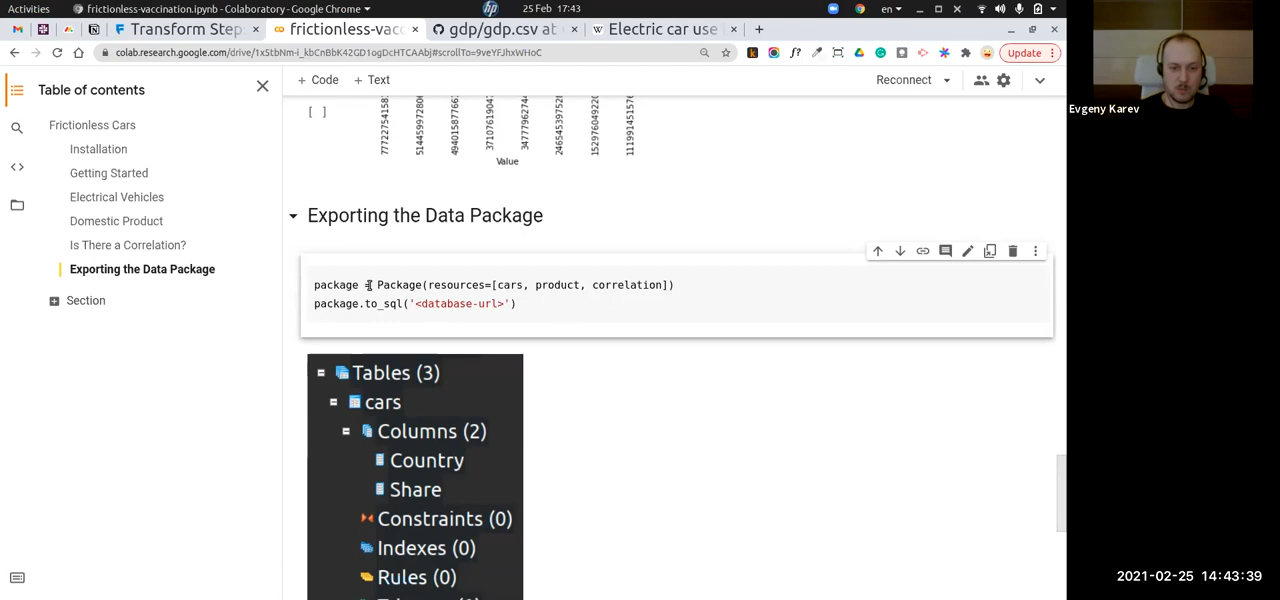 Activities
frictionless-vaccination.ipynb - Colaboratory - Google Chrome
25 Feb 17:43
en
Transform Step
frictionless-vacc
gdp/gdp.csv at
Electric car use
colab.research.google.com/drive/1x5tbNm-i_kbCnBbK42GD1ogDcHTCAAbj#scrollTo=9veYFJhxWHoC
Update
Table of contents
+ Code + Text
Reconnect
Evgeny Karev
Frictionless Cars
Installation
Getting Started
Electrical Vehicles
Domestic Product
Is There a Correlation?
Exporting the Data Package
Section
[ ]
Value
Exporting the Data Package
package = Package(resources=[cars, product, correlation])
package.to_sql('<database-url>')
Tables (3)
cars
Columns (2)
Country
Share
Constraints (0)
Indexes (0)
Rules (0)
2021-02-25 14:43:39